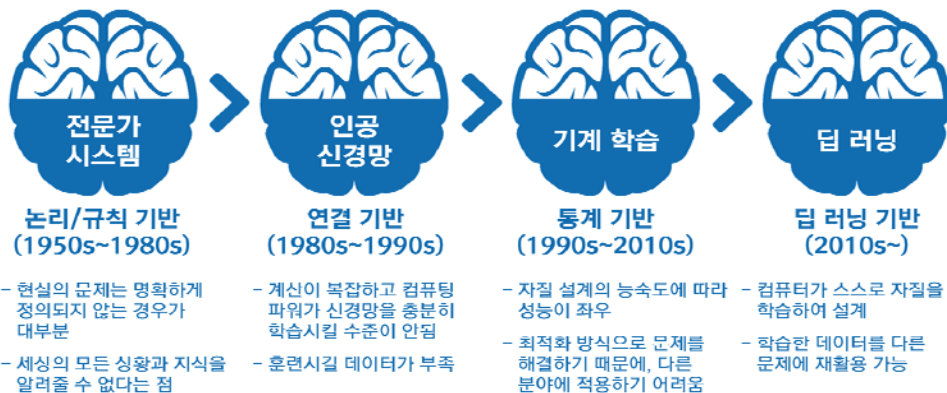 전문가
시스템
인공
신경망
기계 학습
딥 러닝
논리/규칙 기반
(1950s~1980s)
연결 기반
(1980s~1990s)
통계 기반
(1990s~2010s)
딥 러닝 기반
(2010s~)
- 현실의 문제는 명확하게
정의되지 않는 경우가
대부분
- 세상의 모든 상황과 지식을
알려줄 수 없다는 점
- 계산이 복잡하고 컴퓨팅
파워가 신경망을 충분히
학습시킬 수준이 안됨
- 훈련시킬 데이터가 부족
- 자질 설계의 능숙도에 따라
성능이 좌우
- 최적화 방식으로 문제를
해결하기 때문에, 다른
분야에 적용하기 어려움
- 컴퓨터가 스스로 자질을
학습하여 설계
- 학습한 데이터를 다른
문제에 재활용 가능